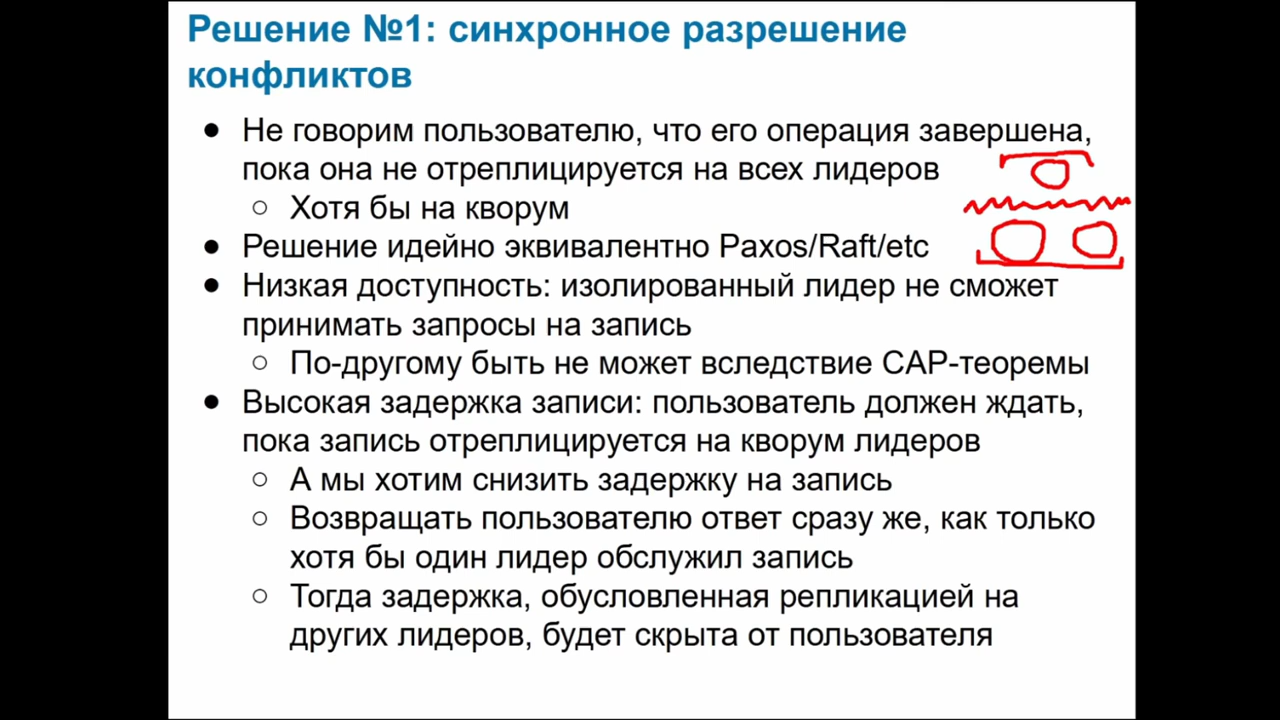 Решение №1: синхронное разрешение
конфликтов
● Не говорим пользователю, что его операция завершена,
пока она не отреплицируется на всех лидеров
○ Хотя бы на кворум
● Решение идейно эквивалентно Paxos/Raft/etc
● Низкая доступность: изолированный лидер не сможет
принимать запросы на запись
○ По-другому быть не может вследствие CAP-теоремы
● Высокая задержка записи: пользователь должен ждать,
пока запись отреплицируется на кворум лидеров
○ А мы хотим снизить задержку на запись
○ Возвращать пользователю ответ сразу же, как только
хотя бы один лидер обслужил запись
○ Тогда задержка, обусловленная репликацией на
других лидеров, будет скрыта от пользователя